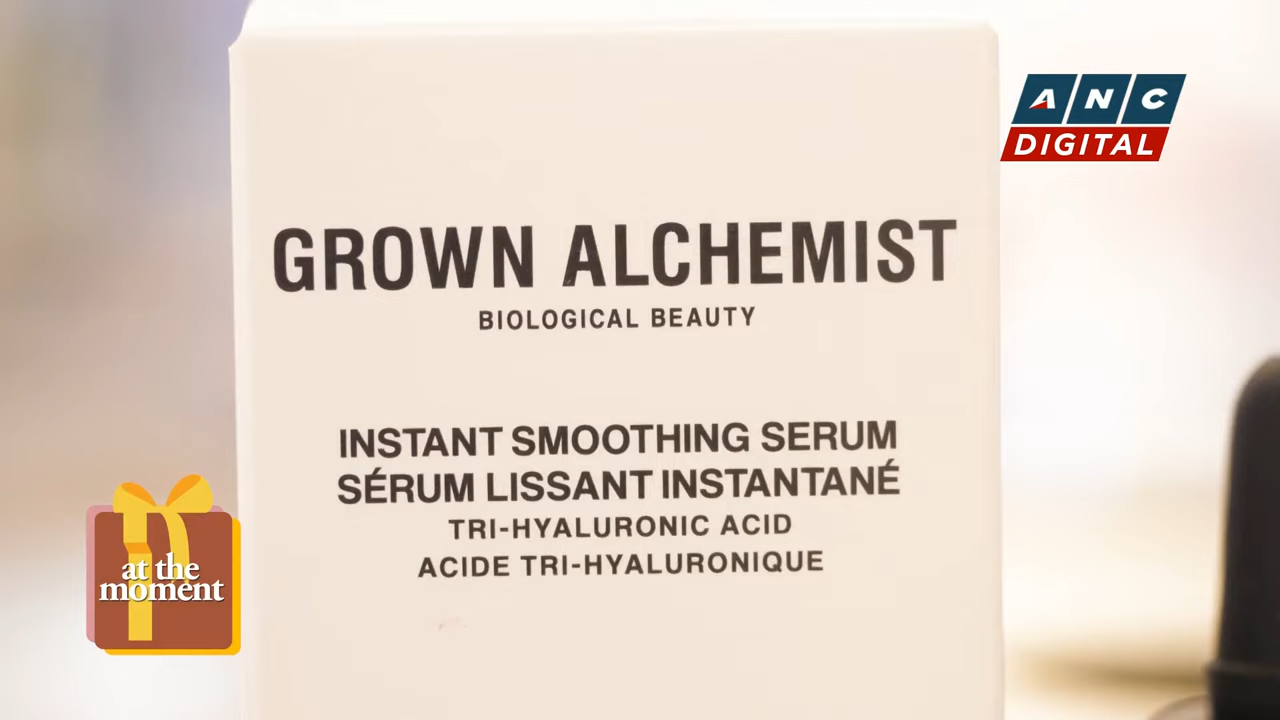 ANC
DIGITAL
GROWN ALCHEMIST
BIOLOGICAL BEAUTY
INSTANT SMOOTHING SERUM
SÉRUM LISSANT INSTANTANÉ
TRI-HYALURONIC ACID
ACIDE TRI-HYALURONIQUE
at the
moment